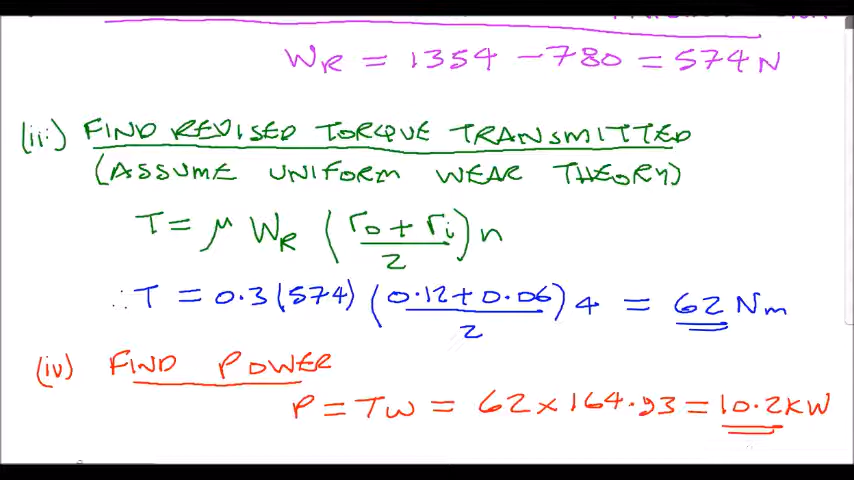 W_R = 1354 - 780 = 574 N
(iii) FIND REVISED TORQUE TRANSMITTED
(ASSUME UNIFORM WEAR THEORY)
T = μ W_R (r_o + r_i / 2) n
∴ T = 0.3 (574) (0.12 + 0.06 / 2) 4 = 62 Nm
(iv) FIND POWER
P = Tω = 62 × 164.93 = 10.2 kW